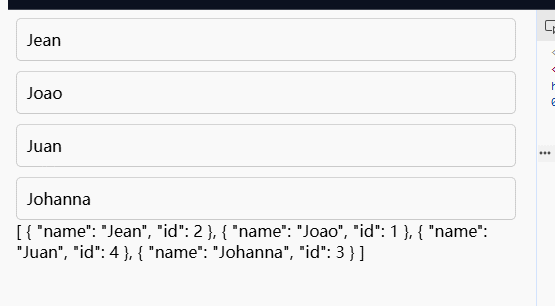 Jean
Joao
Juan
Johanna
[ { "name": "Jean", "id": 2 }, { "name": "Joao", "id": 1 }, { "name":
"Juan", "id": 4 }, { "name": "Johanna", "id": 3 } ]